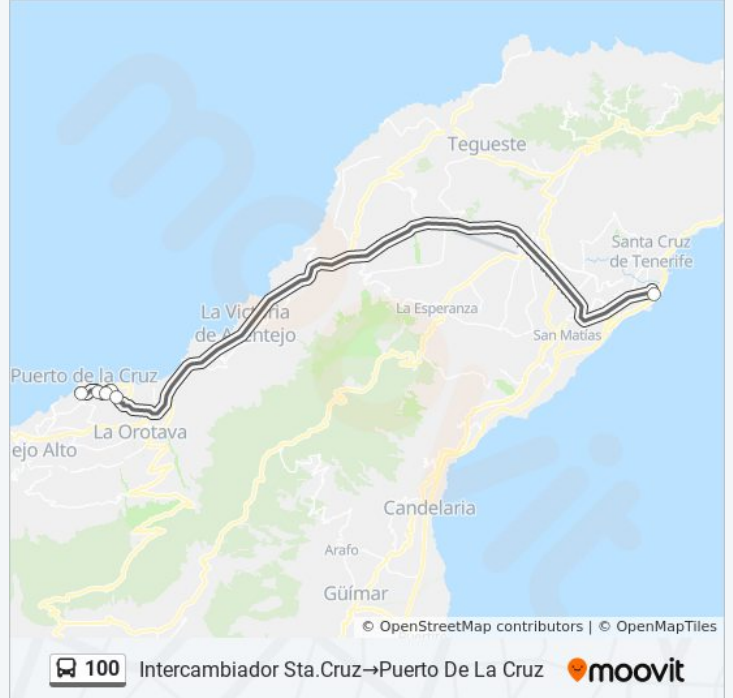 Tegueste
Santa Cruz
de Tenerife
La Victoria
de Acentejo
La Esperanza
San Matías
Puerto de la Cruz
La Orotava
ejo Alto
Candelaria
Arafo
Güímar
© OpenStreetMap contributors | © OpenMapTiles
100 Intercambiador Sta.Cruz→Puerto De La Cruz moovit